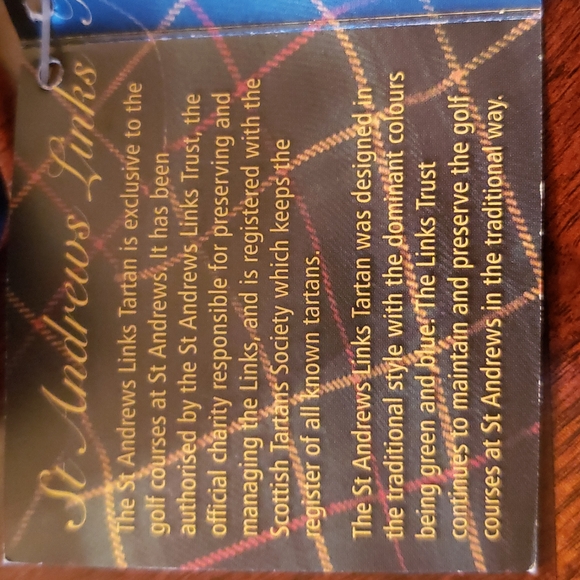 St Andrews Links
The St Andrews Links Tartan is exclusive to the
golf courses at St Andrews. It has been
authorised by the St Andrews Links Trust, the
official charity responsible for preserving and
managing the Links, and is registered with the
Scottish Tartans Society which keeps the
register of all known tartans.
The St Andrews Links Tartan was designed in
the traditional style with the dominant colours
being green and blue. The Links Trust
continues to maintain and preserve the golf
courses at St Andrews in the traditional way.